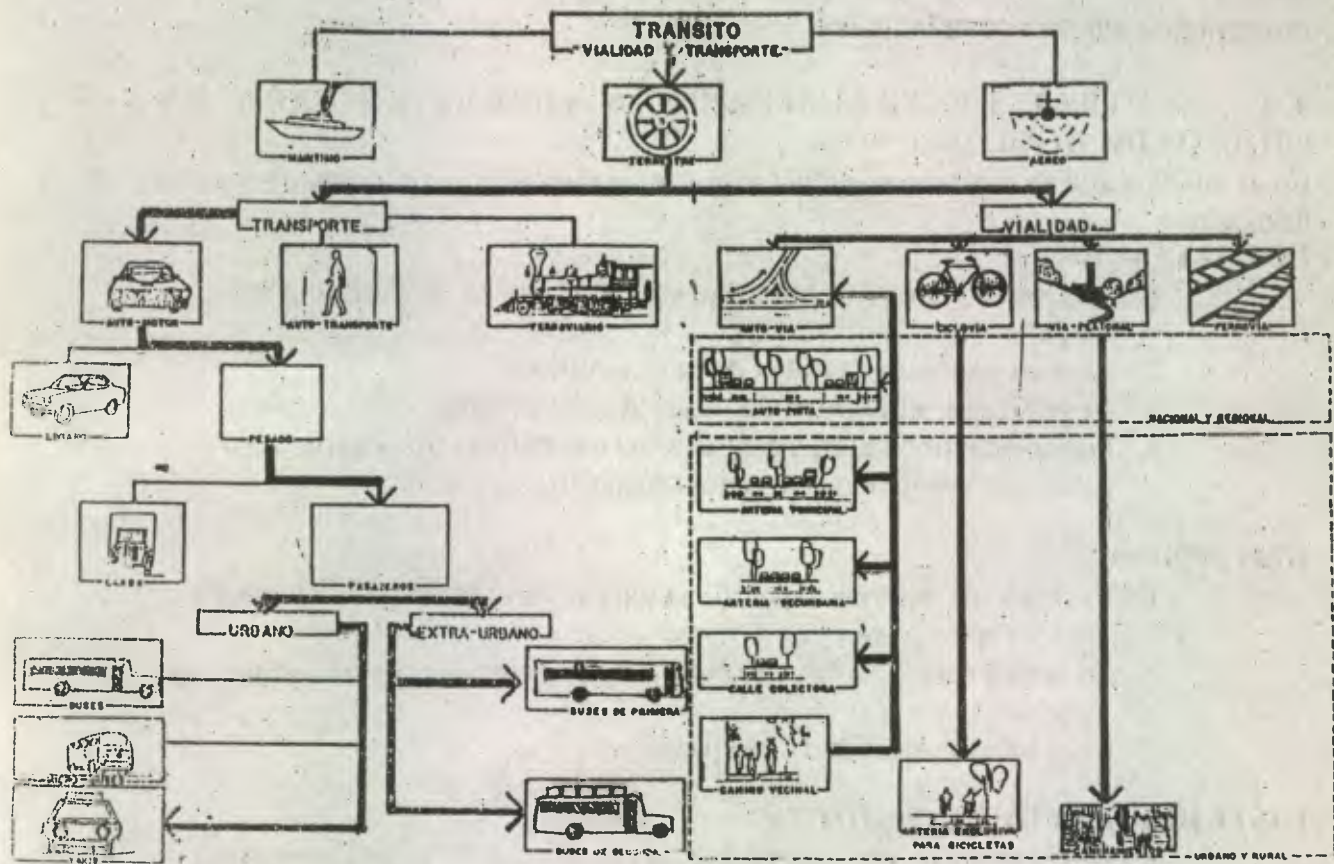 TRANSITO
"VIALIDAD Y TRANSPORTE"
MARITIMO
TERRESTRE
AEREO
TRANSPORTE
VIALIDAD
AUTO-MOTOR
AUTO-TRANSPORTE
FERROVIARIO
AUTO-VIA
CICLOVIA
VIA-PEATONAL
FERROVIA
LIVIANO
PESADO
AUTO-PISTA
NACIONAL Y REGIONAL
CARGA
PASAJEROS
ARTERIA PRINCIPAL
ARTERIA SECUNDARIA
URBANO
EXTRA-URBANO
BUSES
BUSES DE PRIMERA
CALLE COLECTORA
CAMINO VECINAL
TAXIS
BUSES DE SEGUNDA
ARTERIA EXCLUSIVA
PARA BICICLETAS
URBANO Y RURAL